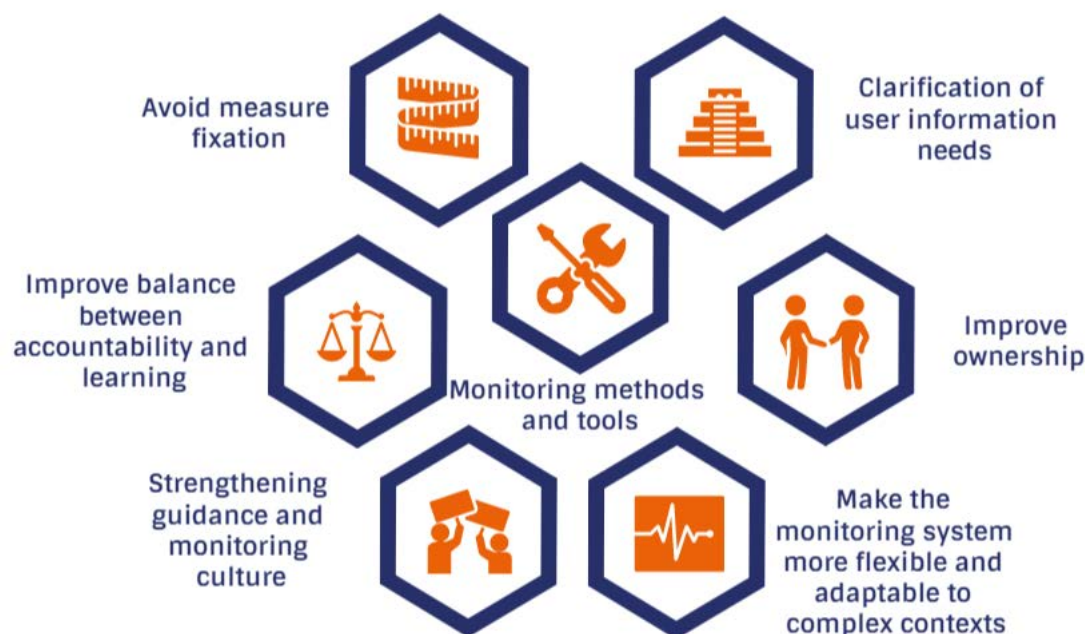 Avoid measure
fixation
Clarification of
user information
needs
Improve balance
between
accountability and
learning
Monitoring methods
and tools
Improve
ownership
Strengthening
guidance and
monitoring
culture
Make the
monitoring system
more flexible and
adaptable to
complex contexts